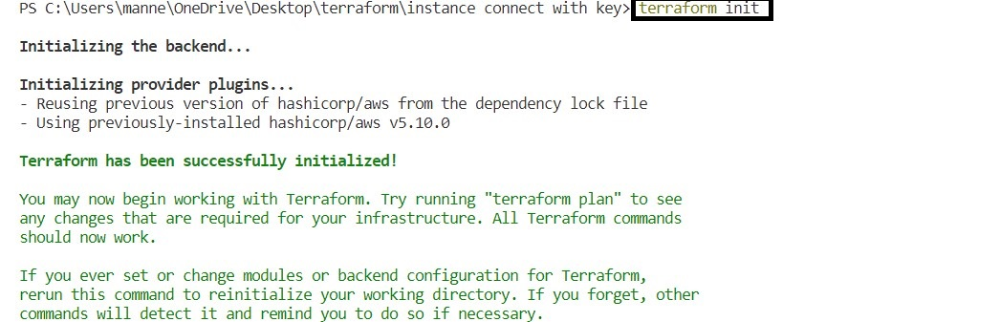 PS C:\Users\manne\OneDrive\Desktop\terraform\instance connect with key> terraform init
Initializing the backend...
Initializing provider plugins...
- Reusing previous version of hashicorp/aws from the dependency lock file
- Using previously-installed hashicorp/aws v5.10.0
Terraform has been successfully initialized!
You may now begin working with Terraform. Try running "terraform plan" to see
any changes that are required for your infrastructure. All Terraform commands
should now work.
If you ever set or change modules or backend configuration for Terraform,
rerun this command to reinitialize your working directory. If you forget, other
commands will detect it and remind you to do so if necessary.